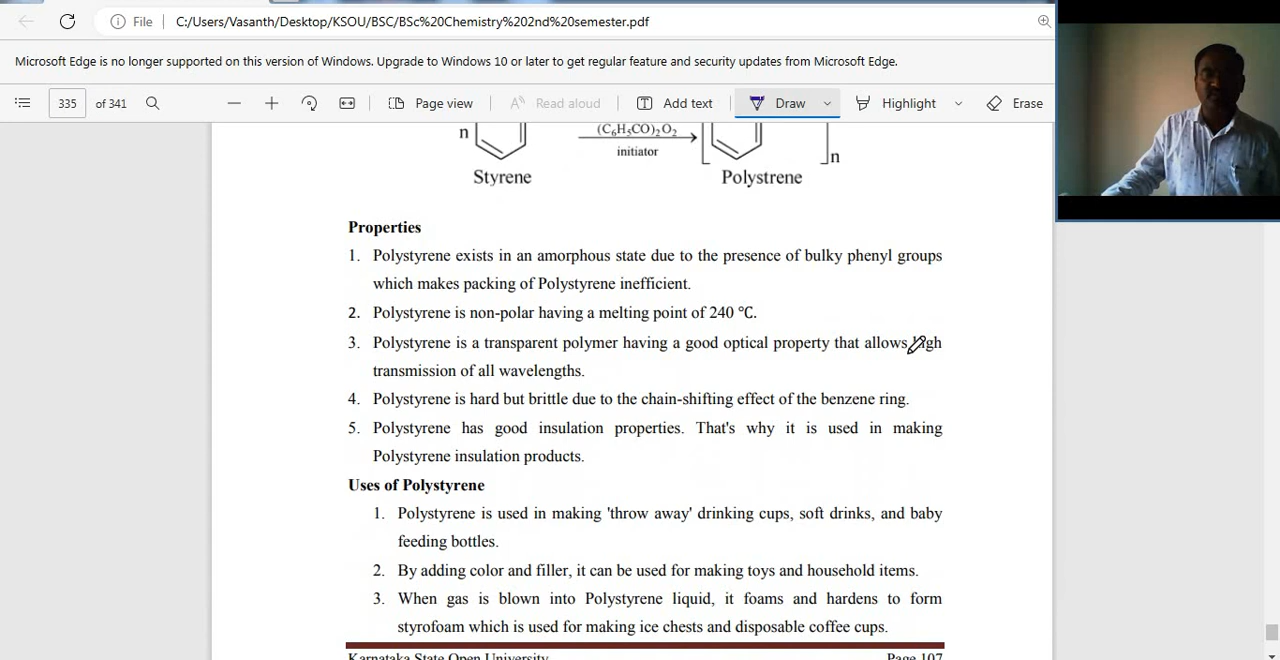 File C:/Users/Vasanth/Desktop/KSOU/BSC/BSc%20Chemistry%202nd%20semester.pdf
Microsoft Edge is no longer supported on this version of Windows. Upgrade to Windows 10 or later to get regular feature and security updates from Microsoft Edge.
335 of 341 Page view Read aloud Add text Draw Highlight Erase
n (C6H5CO)2O2
initiator n
Styrene Polystrene
Properties
1. Polystyrene exists in an amorphous state due to the presence of bulky phenyl groups
which makes packing of Polystyrene inefficient.
2. Polystyrene is non-polar having a melting point of 240 °C.
3. Polystyrene is a transparent polymer having a good optical property that allows high
transmission of all wavelengths.
4. Polystyrene is hard but brittle due to the chain-shifting effect of the benzene ring.
5. Polystyrene has good insulation properties. That's why it is used in making
Polystyrene insulation products.
Uses of Polystyrene
1. Polystyrene is used in making 'throw away' drinking cups, soft drinks, and baby
feeding bottles.
2. By adding color and filler, it can be used for making toys and household items.
3. When gas is blown into Polystyrene liquid, it foams and hardens to form
styrofoam which is used for making ice chests and disposable coffee cups.
Karnataka State Open University Page 107